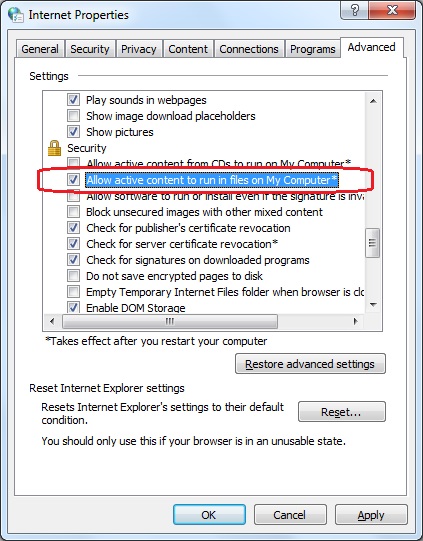 Internet Properties
General
Security
Privacy
Content
Connections
Programs
Advanced
Settings
Play sounds in webpages
Show image download placeholders
Show pictures
Security
Allow active content from CDs to run on My Computer*
Allow active content to run in files on My Computer*
Allow software to run or install even if the signature is inva
Block unsecured images with other mixed content
Check for publisher's certificate revocation
Check for server certificate revocation*
Check for signatures on downloaded programs
Do not save encrypted pages to disk
Empty Temporary Internet Files folder when browser is clo
Enable DOM Storage
*Takes effect after you restart your computer
Restore advanced settings
Reset Internet Explorer settings
Resets Internet Explorer's settings to their default
condition.
Reset...
You should only use this if your browser is in an unusable state.
OK
Cancel
Apply